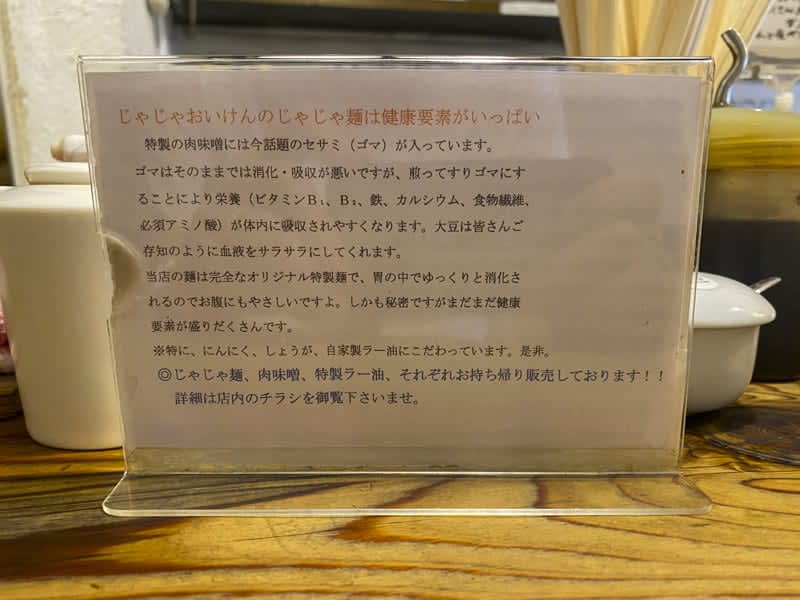 じゃじゃおいけんのじゃじゃ麺は健康要素がいっぱい
特製の肉味噌には今話題のセサミ（ゴマ）が入っています。
ゴマはそのままでは消化・吸収が悪いですが、煎ってすりゴマにす
ることにより栄養（ビタミンB₁、B₂、鉄、カルシウム、食物繊維、
必須アミノ酸）が体内に吸収されやすくなります。大豆は皆さんご
存知のように血液をサラサラにしてくれます。
当店の麺は完全なオリジナル特製麺で、胃の中でゆっくりと消化さ
れるのでお腹にもやさしいですよ。しかも秘密ですがまだまだ健康
要素が盛りだくさんです。
※特に、にんにく、しょうが、自家製ラー油にこだわっています。是非。
◎じゃじゃ麺、肉味噌、特製ラー油、それぞれお持ち帰り販売しております！！
詳細は店内のチラシを御覧下さいませ。